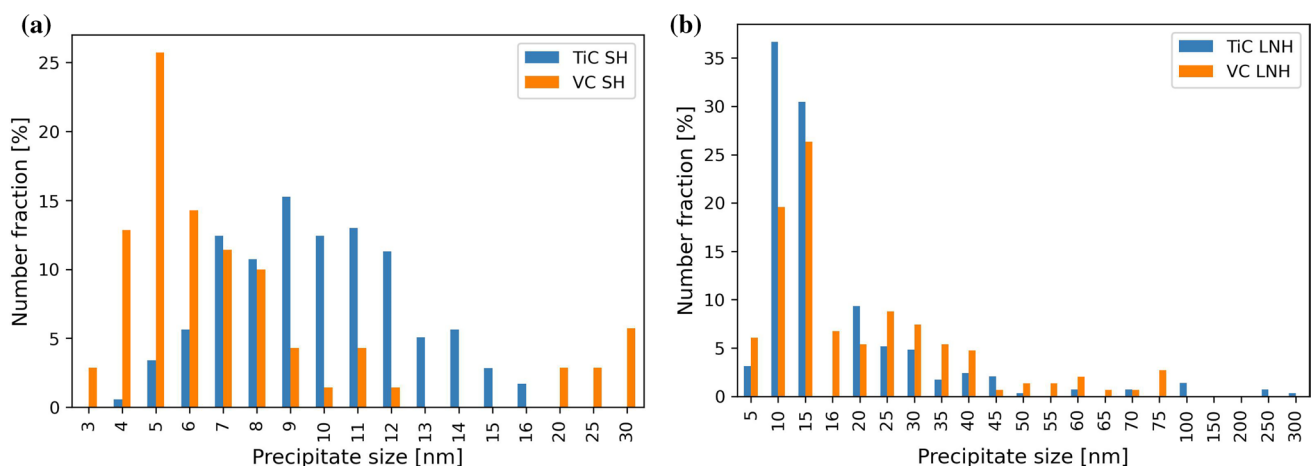 (a)
TiC SH
VC SH
Number fraction [%]
25
20
15
10
5
0
3 4 5 6 7 8 9 10 11 12 13 14 15 16 20 25 30
Precipitate size [nm]
(b)
TiC LNH
VC LNH
Number fraction [%]
35
30
25
20
15
10
5
0
5 10 15 16 20 25 30 35 40 45 50 55 60 65 70 75 100 150 200 250 300
Precipitate size [nm]